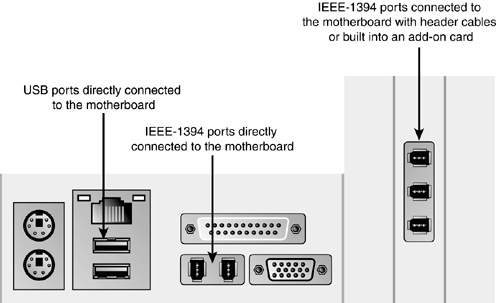 IEEE-1394 ports connected to
the motherboard with header cables
or built into an add-on card
USB ports directly connected
to the motherboard
IEEE-1394 ports directly
connected to the motherboard